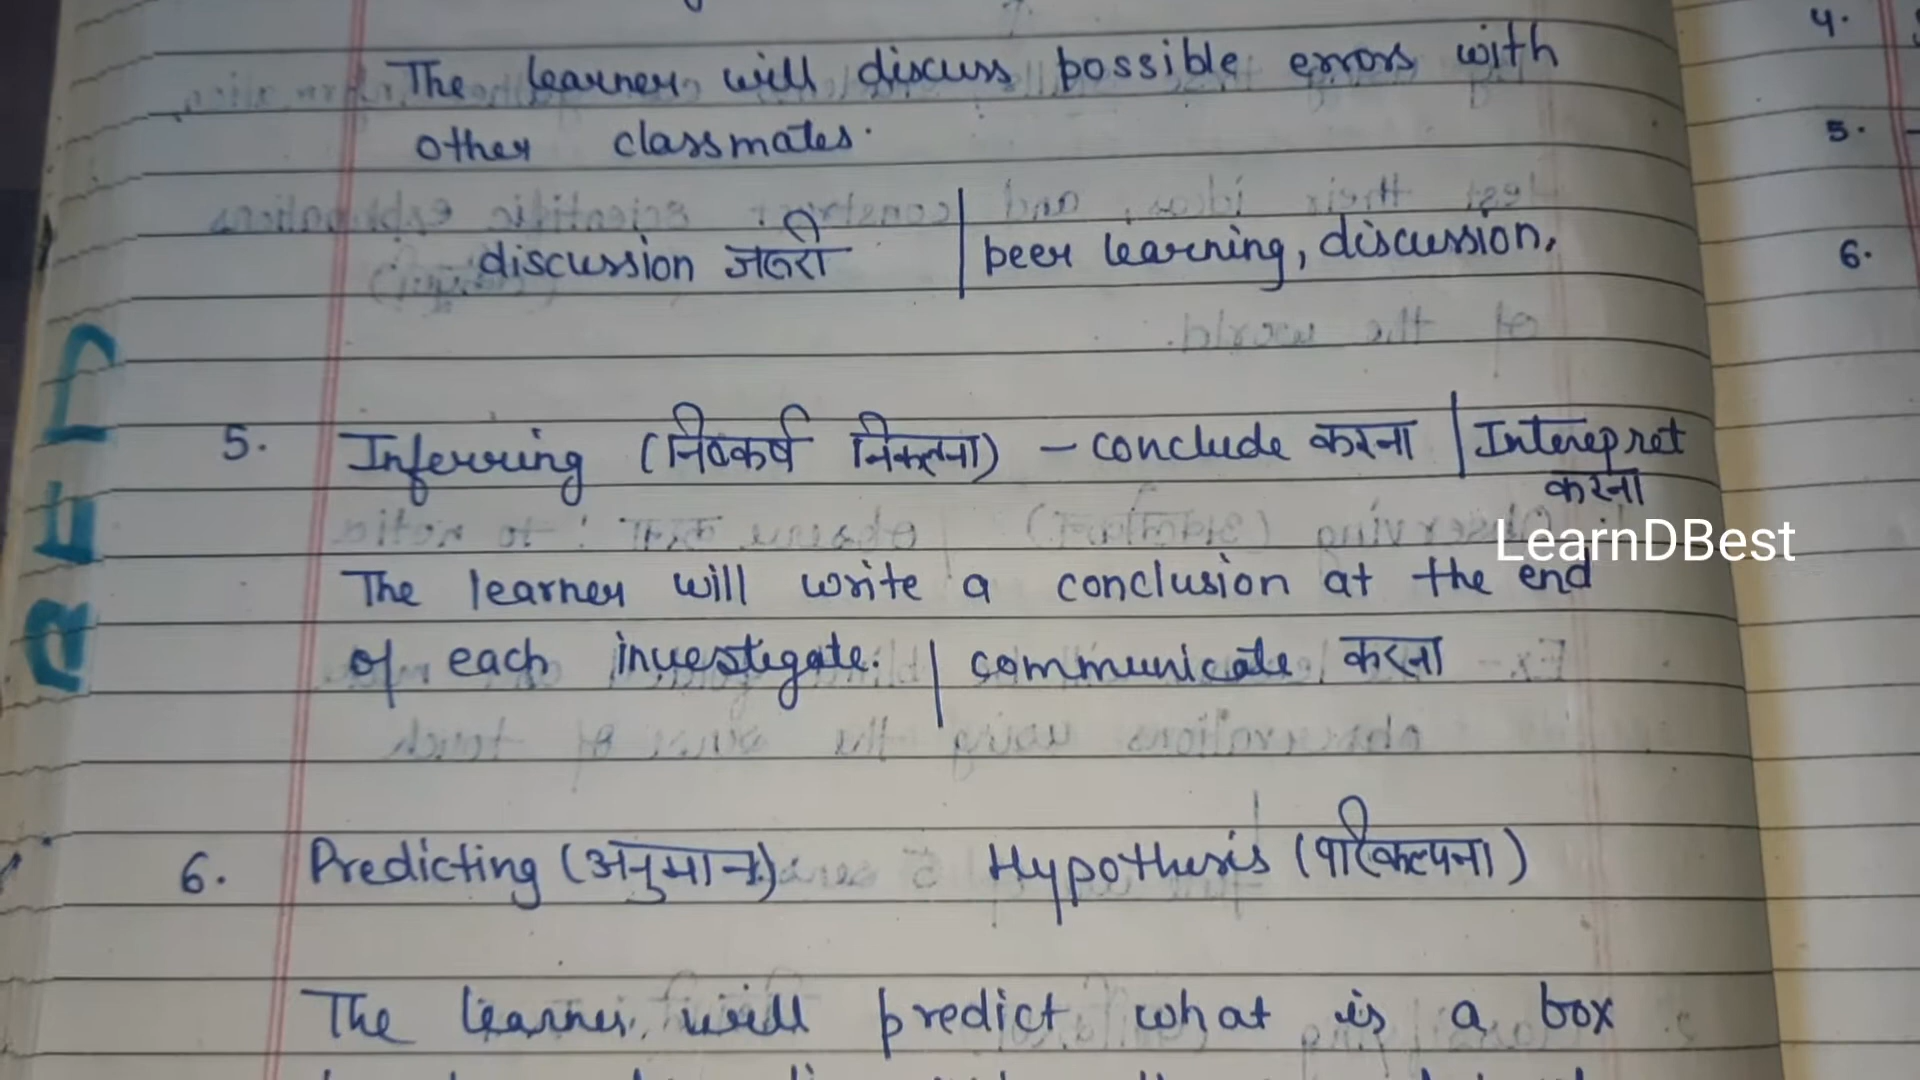 The learner will discuss possible errors with
other classmates.
discussion जरूरी | peer learning, discussion,
5. Inferring (निष्कर्ष निकलना) – conclude करना | Interepret
करना
LearnDBest
The learner will write a conclusion at the end
of each investigate. | communicate करना
6. Predicting (अनुमान) Hypothesis (परिकल्पना)
The learner will predict what is a box
4.
5.
6.
BED